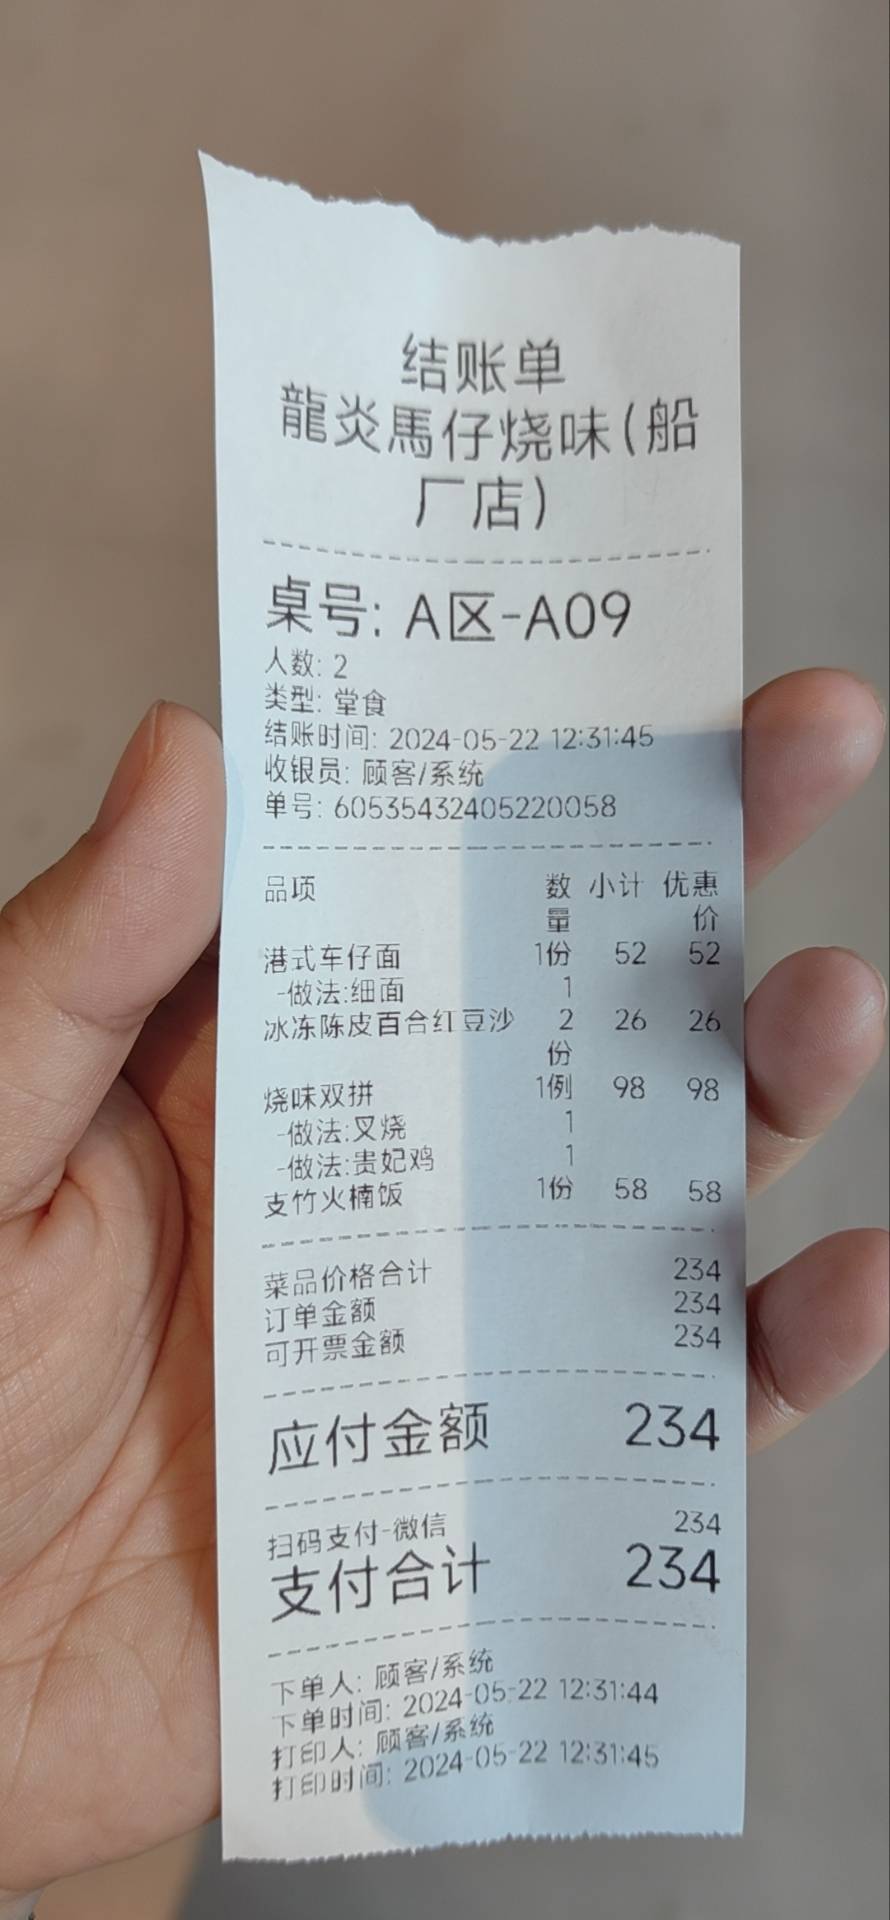 结账单
龍炎馬仔烧味(船
厂店)
桌号: A区-A09
人数: 2
类型: 堂食
结账时间: 2024-05-22 12:31:45
收银员: 顾客/系统
单号: 60535432405220058
品项 数 小计 优惠
量 价
港式车仔面 1份 52 52
-做法:细面 1
冰冻陈皮百合红豆沙 2 26 26
份
烧味双拼 1例 98 98
-做法:叉烧 1
-做法:贵妃鸡 1
支竹火楠饭 1份 58 58
菜品价格合计 234
订单金额 234
可开票金额 234
应付金额 234
扫码支付-微信 234
支付合计 234
下单人: 顾客/系统
下单时间: 2024-05-22 12:31:44
打印人: 顾客/系统
打印时间: 2024-05-22 12:31:45